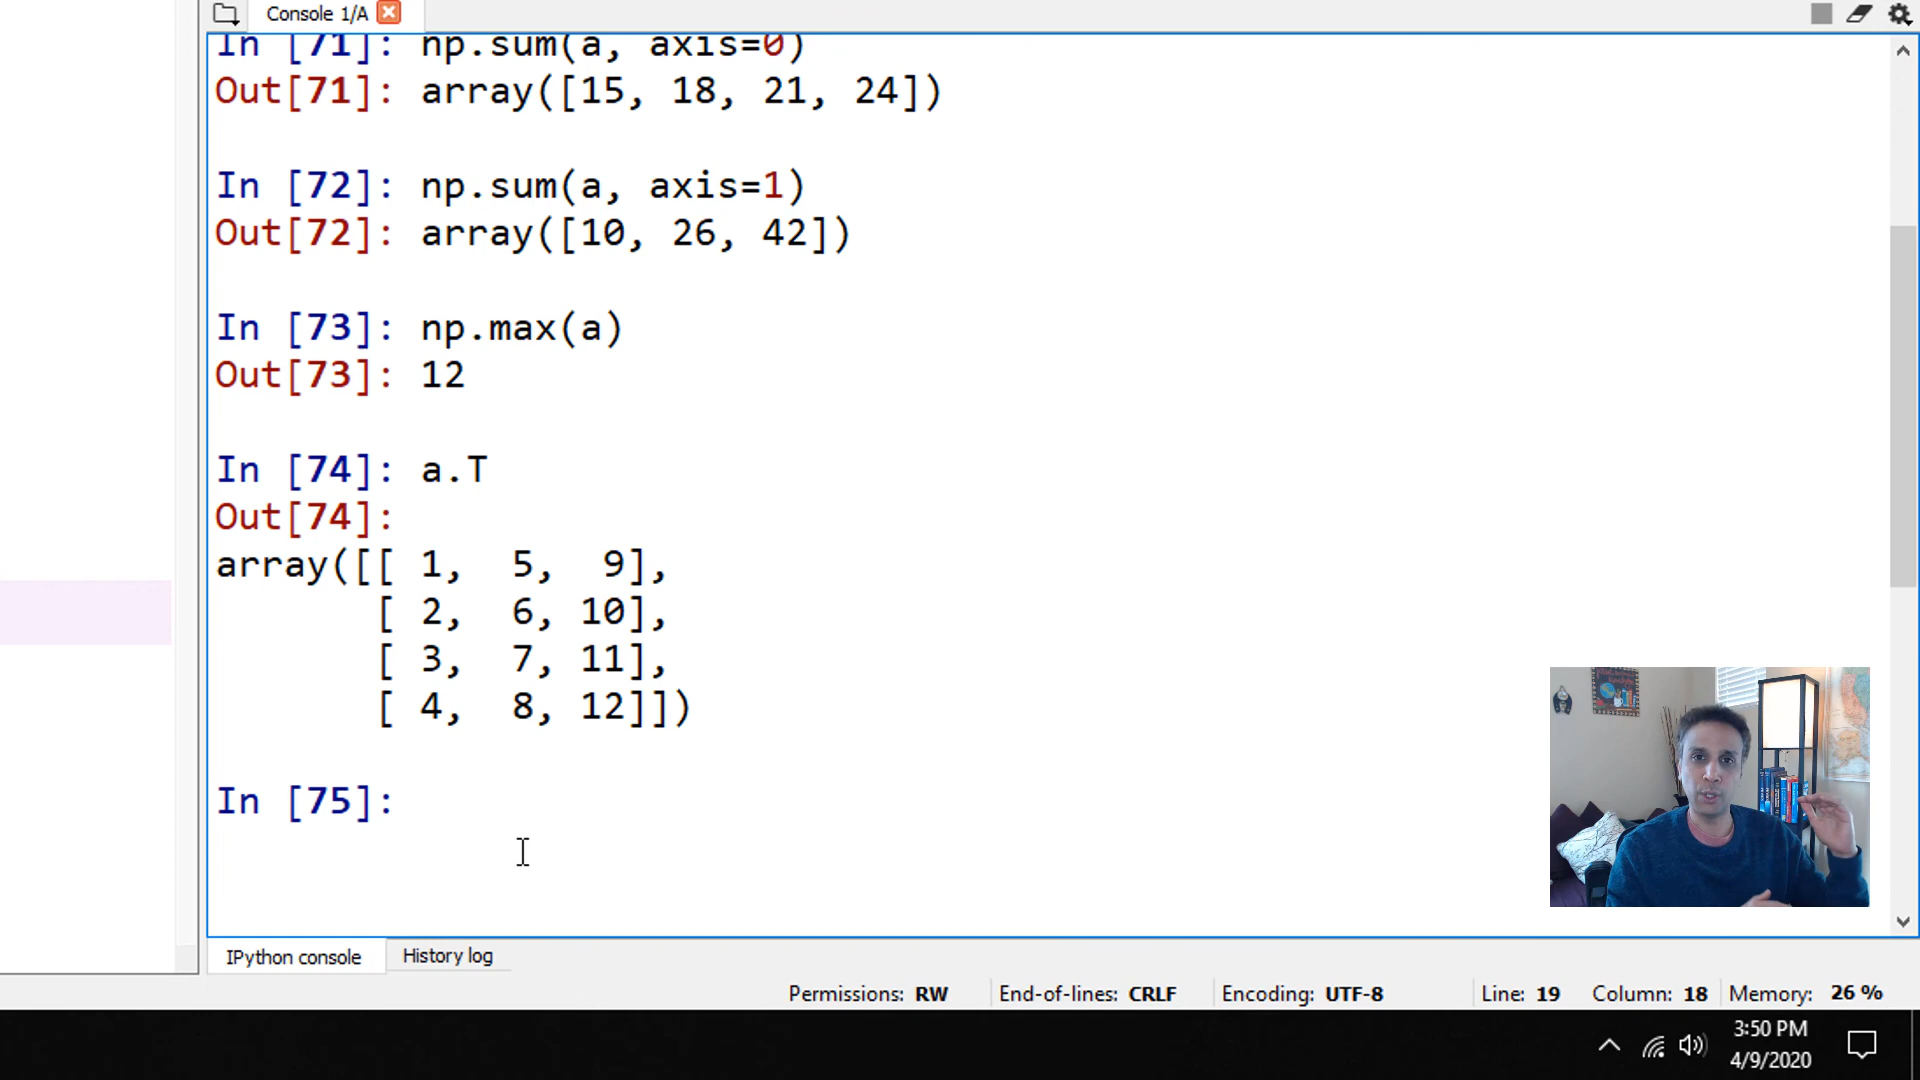 Console 1/A
In [71]: np.sum(a, axis=0)
Out[71]: array([15, 18, 21, 24])
In [72]: np.sum(a, axis=1)
Out[72]: array([10, 26, 42])
In [73]: np.max(a)
Out[73]: 12
In [74]: a.T
Out[74]:
array([[ 1,  5,  9],
       [ 2,  6, 10],
       [ 3,  7, 11],
       [ 4,  8, 12]])
In [75]:
IPython console History log
Permissions: RW End-of-lines: CRLF Encoding: UTF-8 Line: 19 Column: 18 Memory: 26 %
3:50 PM
4/9/2020